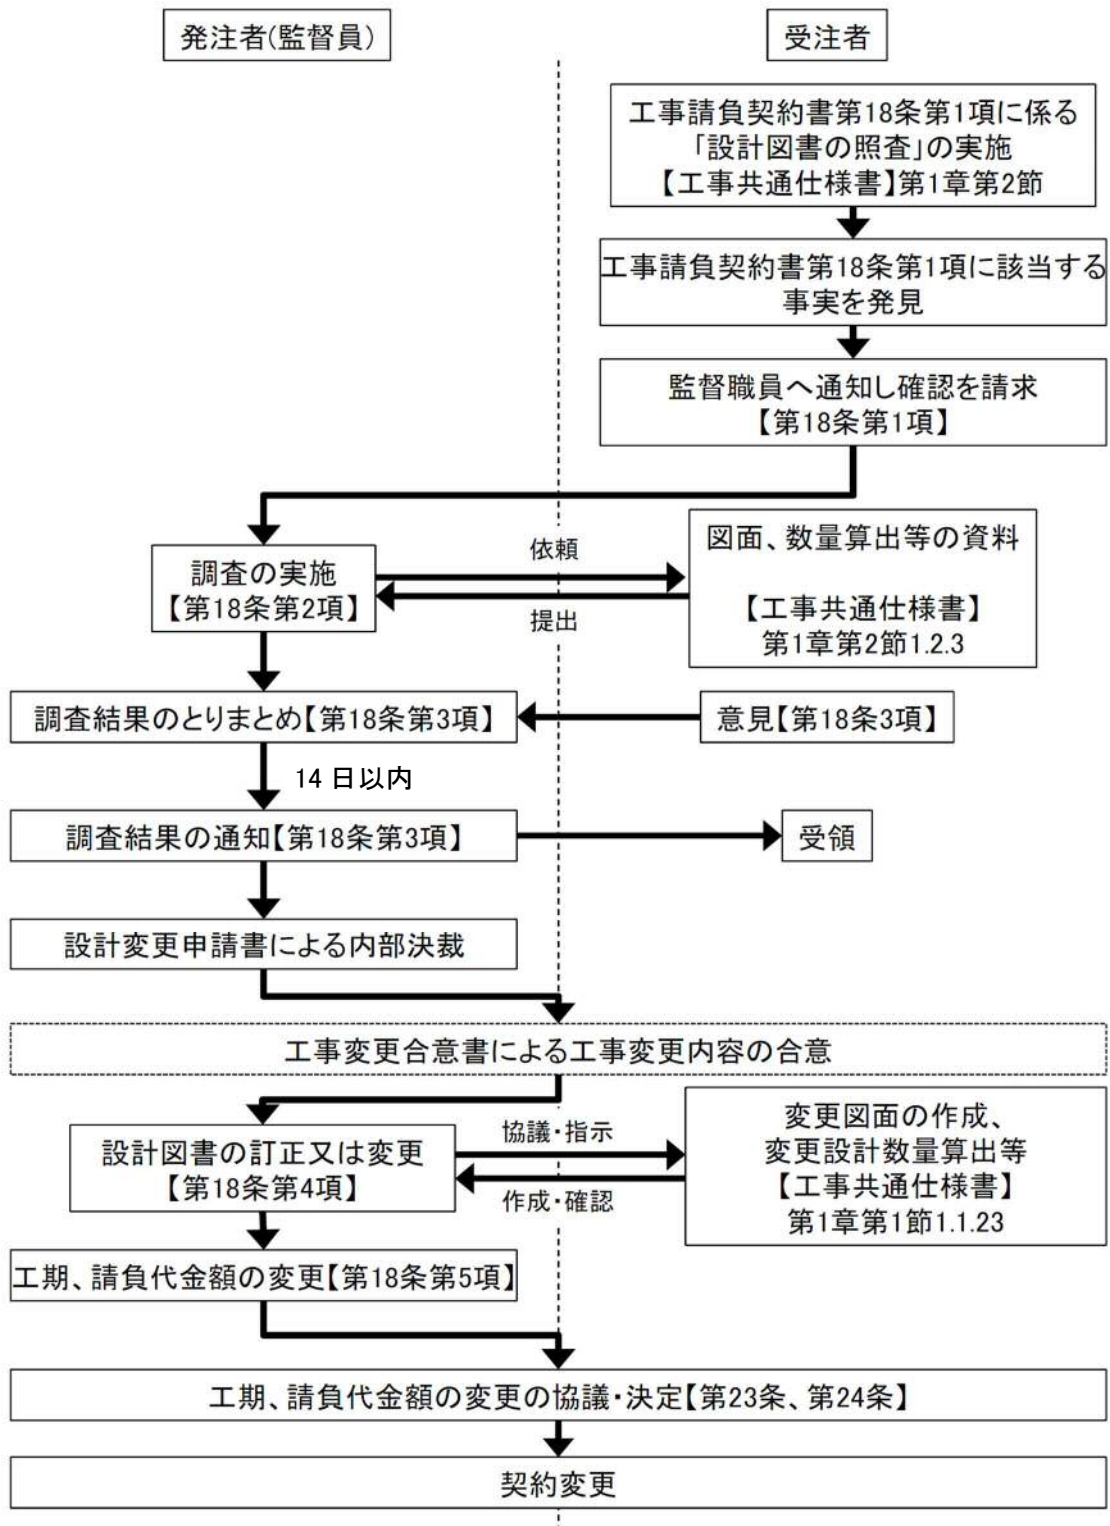 発注者(監督員)
受注者
工事請負契約書第18条第1項に係る
「設計図書の照査」の実施
【工事共通仕様書】第1章第2節
工事請負契約書第18条第1項に該当する
事実を発見
監督職員へ通知し確認を請求
【第18条第1項】
調査の実施
【第18条第2項】
依頼
提出
図面、数量算出等の資料
【工事共通仕様書】
第1章第2節1.2.3
調査結果のとりまとめ【第18条第3項】
意見【第18条3項】
14 日以内
調査結果の通知【第18条第3項】
受領
設計変更申請書による内部決裁
工事変更合意書による工事変更内容の合意
設計図書の訂正又は変更
【第18条第4項】
協議・指示
作成・確認
変更図面の作成、
変更設計数量算出等
【工事共通仕様書】
第1章第1節1.1.23
工期、請負代金額の変更【第18条第5項】
工期、請負代金額の変更の協議・決定【第23条、第24条】
契約変更